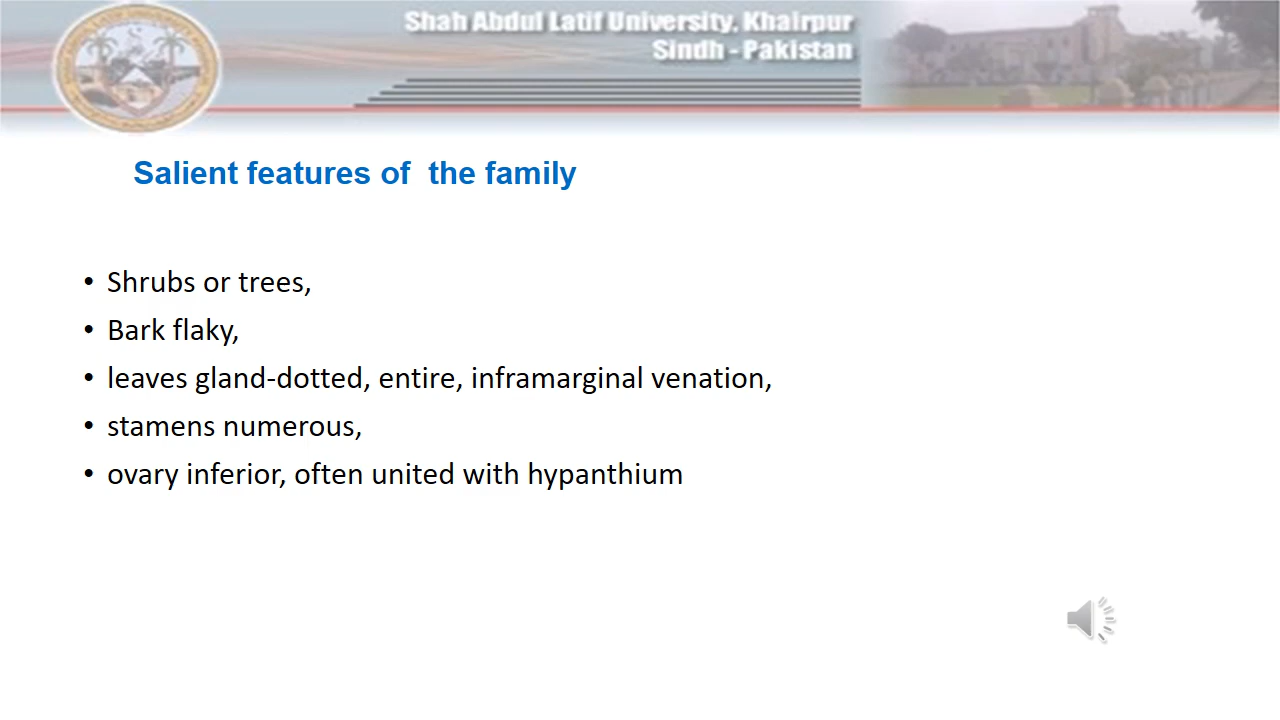 Shah Abdul Latif University, Khairpur
Sindh - Pakistan
Salient features of  the family
• Shrubs or trees,
• Bark flaky,
• leaves gland-dotted, entire, inframarginal venation,
• stamens numerous,
• ovary inferior, often united with hypanthium